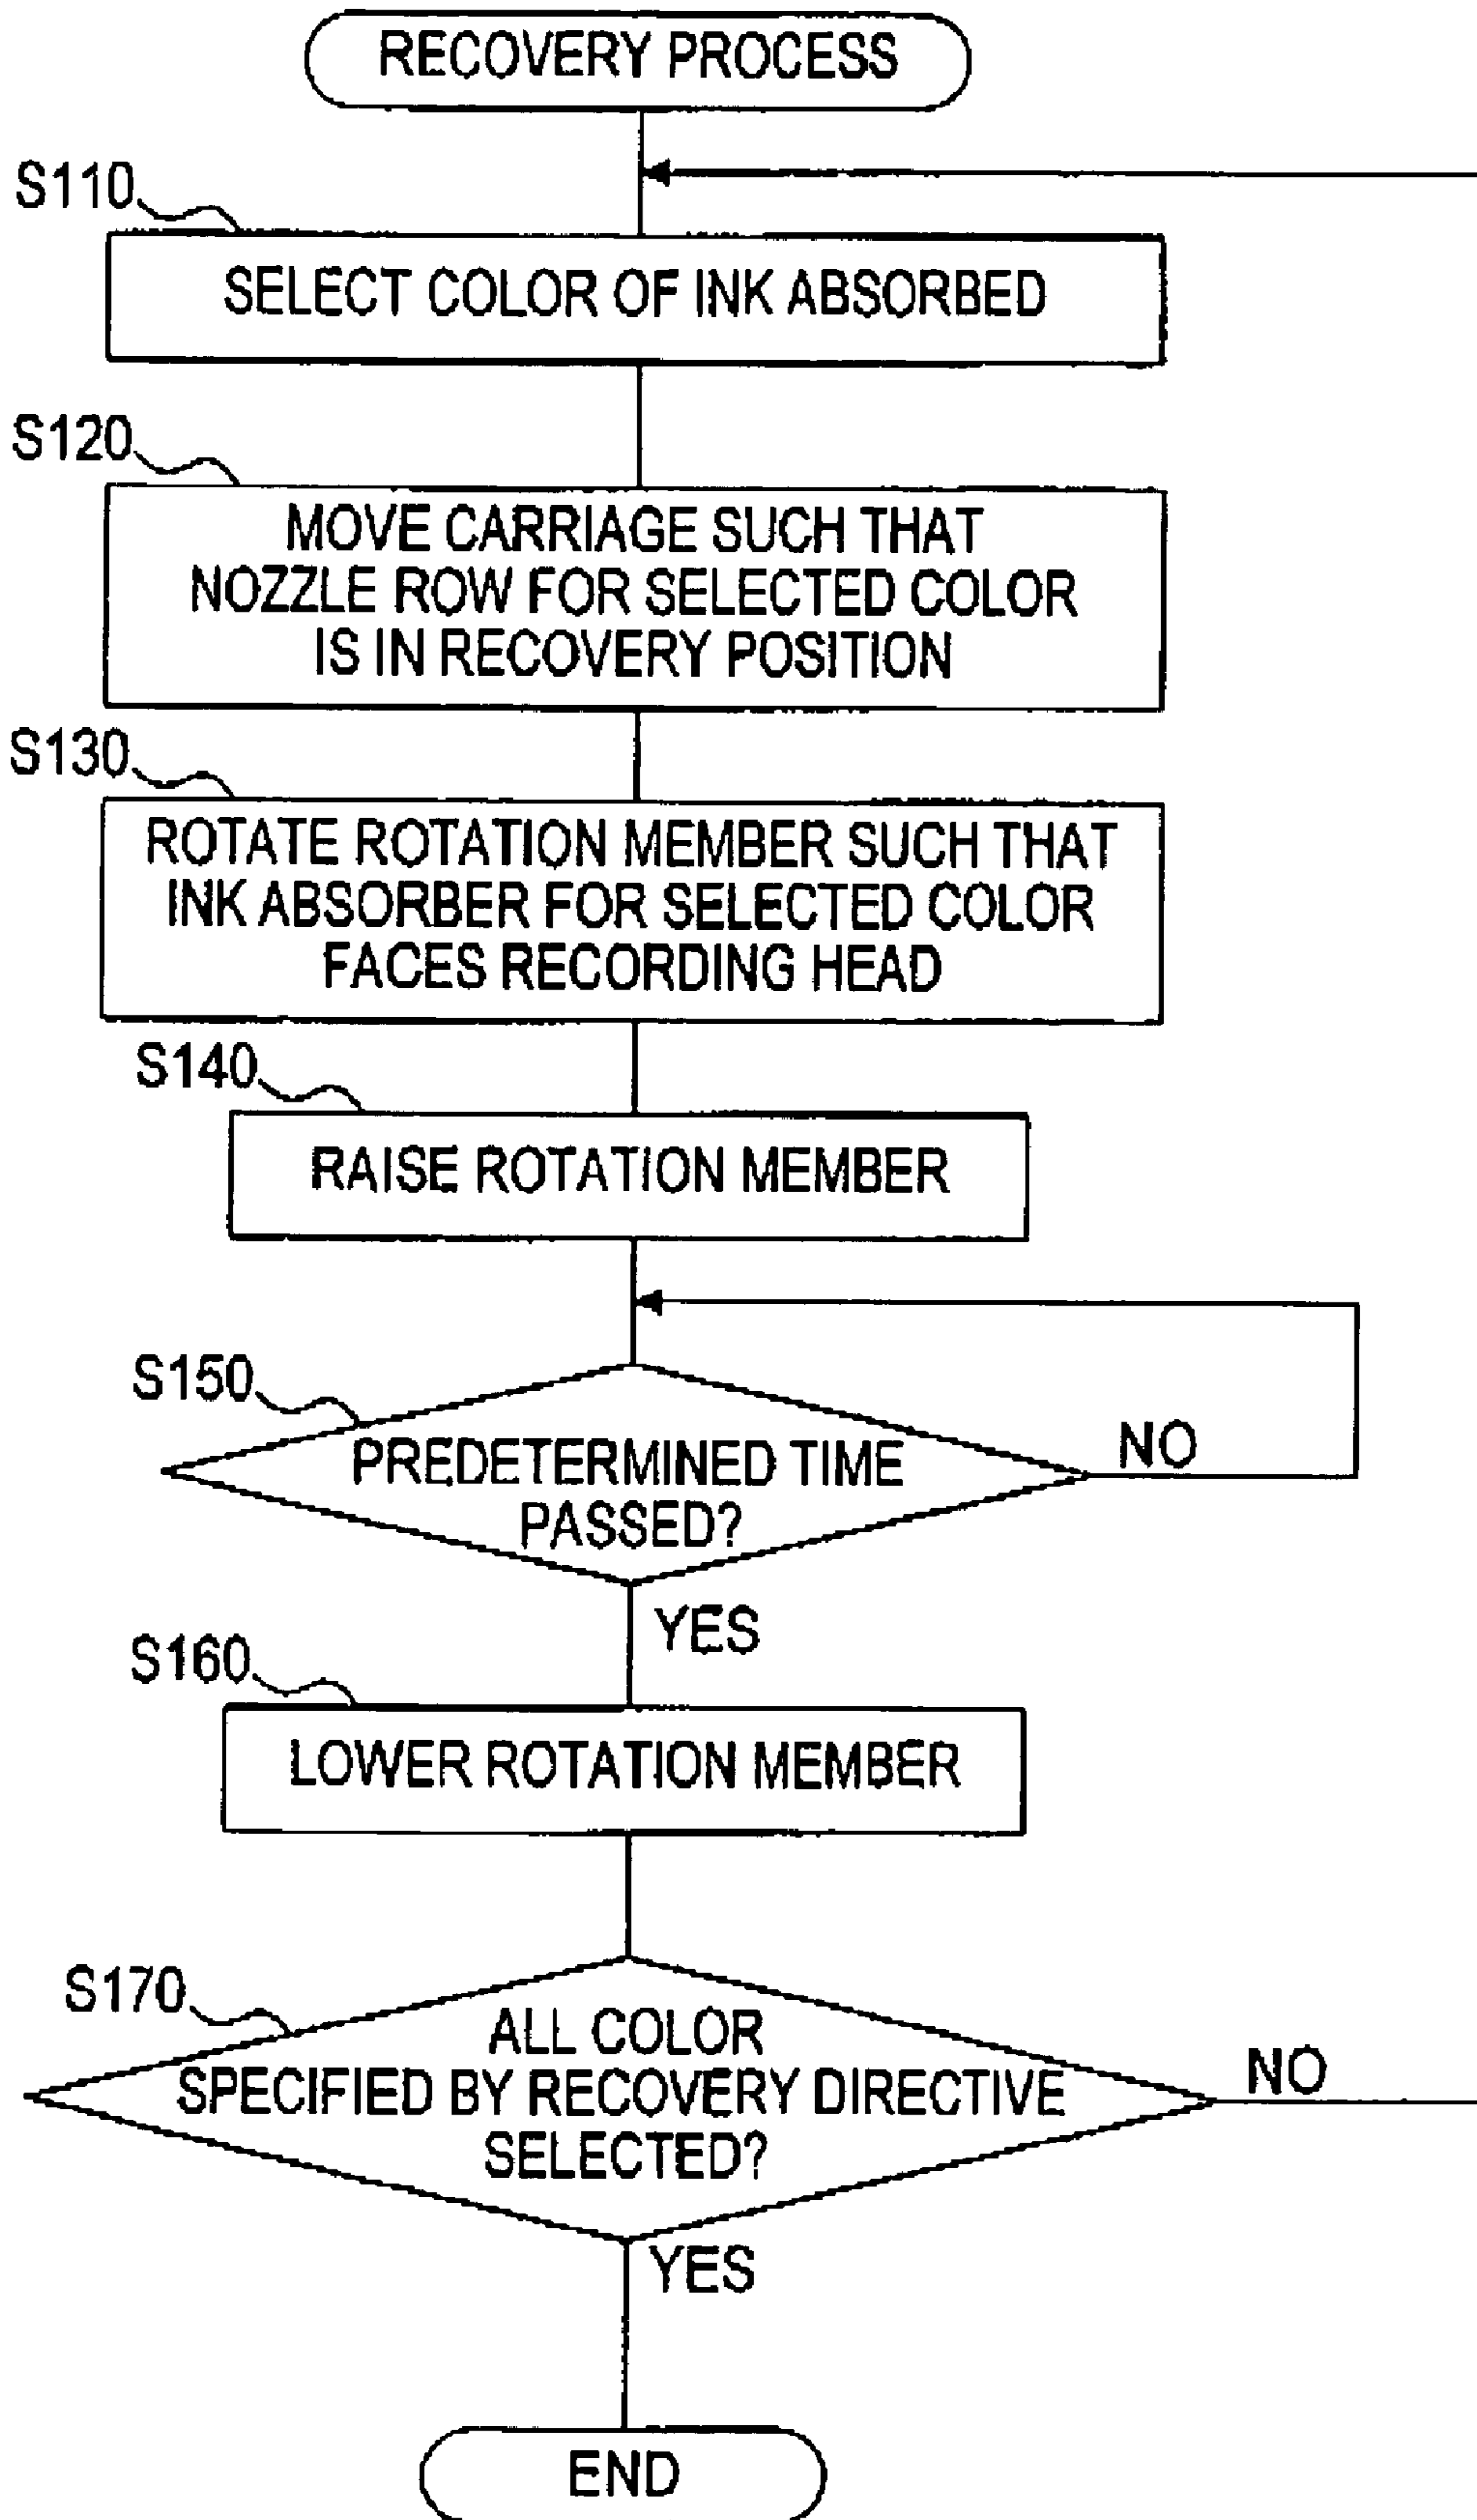 RECOVERY PROCESS
S110
SELECT COLOR OF INK ABSORBED
S120
MOVE CARRIAGE SUCH THAT
NOZZLE ROW FOR SELECTED COLOR
IS IN RECOVERY POSITION
S130
ROTATE ROTATION MEMBER SUCH THAT
INK ABSORBER FOR SELECTED COLOR
FACES RECORDING HEAD
S140
RAISE ROTATION MEMBER
S150
PREDETERMINED TIME
PASSED?
NO
YES
S160
LOWER ROTATION MEMBER
S170
ALL COLOR
SPECIFIED BY RECOVERY DIRECTIVE
SELECTED?
NO
YES
END